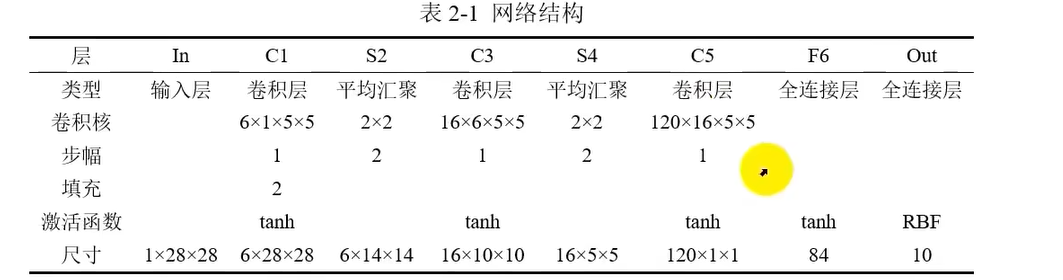 表 2-1 网络结构
层 In C1 S2 C3 S4 C5 F6 Out
类型 输入层 卷积层 平均汇聚 卷积层 平均汇聚 卷积层 全连接层 全连接层
卷积核 6×1×5×5 2×2 16×6×5×5 2×2 120×16×5×5
步幅 1 2 1 2 1
填充 2
激活函数 tanh tanh tanh tanh RBF
尺寸 1×28×28 6×28×28 6×14×14 16×10×10 16×5×5 120×1×1 84 10